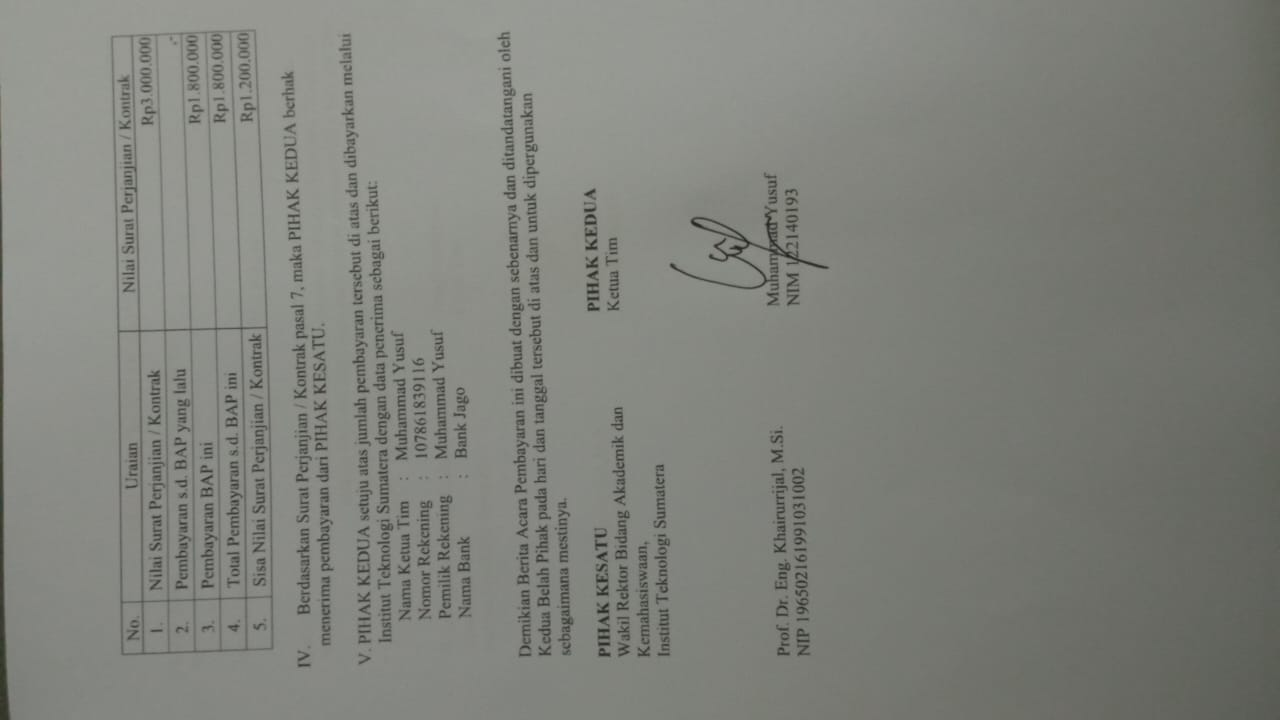 No. Uraian Nilai Surat Perjanjian / Kontrak
1. Nilai Surat Perjanjian / Kontrak Rp3.000.000
2. Pembayaran s.d. BAP yang lalu ,-
3. Pembayaran BAP ini Rp1.800.000
4. Total Pembayaran s.d. BAP ini Rp1.800.000
5. Sisa Nilai Surat Perjanjian / Kontrak Rp1.200.000
IV. Berdasarkan Surat Perjanjian / Kontrak pasal 7, maka PIHAK KEDUA berhak
menerima pembayaran dari PIHAK KESATU.
V. PIHAK KEDUA setuju atas jumlah pembayaran tersebut di atas dan dibayarkan melalui
Institut Teknologi Sumatera dengan data penerima sebagai berikut:
Nama Ketua Tim : Muhammad Yusuf
Nomor Rekening : 107861839116
Pemilik Rekening : Muhammad Yusuf
Nama Bank : Bank Jago
Demikian Berita Acara Pembayaran ini dibuat dengan sebenarnya dan ditandatangani oleh
Kedua Belah Pihak pada hari dan tanggal tersebut di atas dan untuk dipergunakan
sebagaimana mestinya.
PIHAK KESATU
Wakil Rektor Bidang Akademik dan
Kemahasiswaan,
Institut Teknologi Sumatera
Prof. Dr. Eng. Khairurrijal, M.Si.
NIP 196502161991031002
PIHAK KEDUA
Ketua Tim
Muhammad Yusuf
NIM 122140193